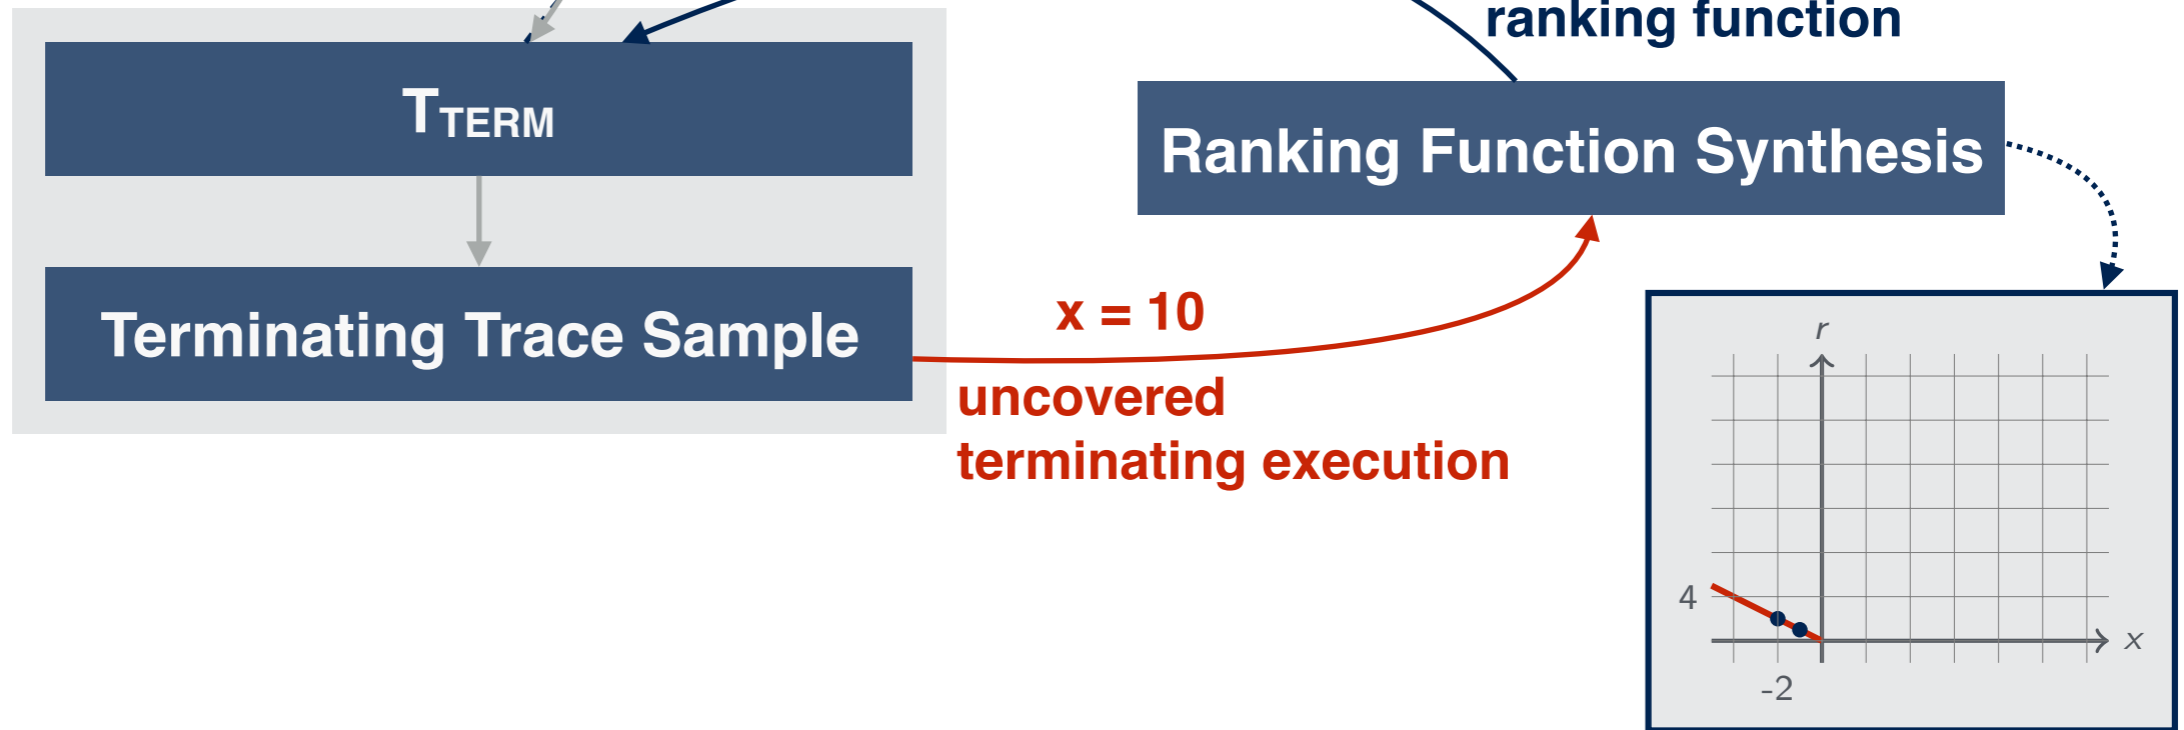 ranking function
TTERM
Ranking Function Synthesis
Terminating Trace Sample
x = 10
uncovered
terminating execution
r
4
x
-2